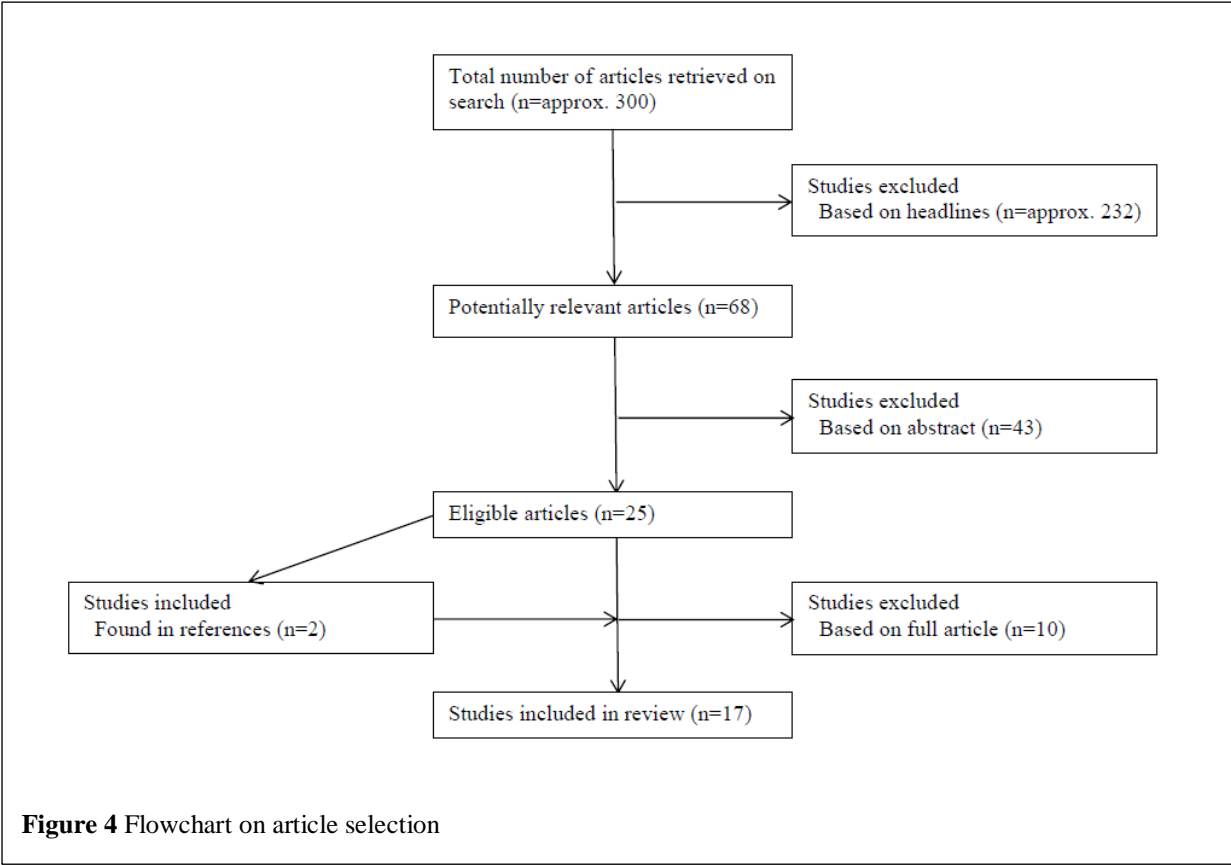 Total number of articles retrieved on
search (n=approx. 300)
Studies excluded
Based on headlines (n=approx. 232)
Potentially relevant articles (n=68)
Studies excluded
Based on abstract (n=43)
Eligible articles (n=25)
Studies included
Found in references (n=2)
Studies excluded
Based on full article (n=10)
Studies included in review (n=17)
Figure 4 Flowchart on article selection